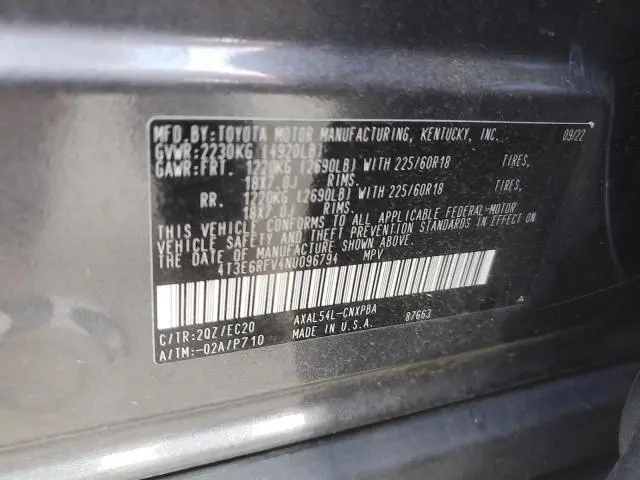 MFD.BY:TOYOTA MOTOR MANUFACTURING, KENTUCKY, INC. 09/22
GVWR:2230KG (4920LB)
GAWR:FRT. 1220KG (2690LB) WITH 225/60R18 TIRES,
18X7.0J RIMS.
RR. 1220KG (2690LB) WITH 225/60R18 TIRES,
18X7.0J RIMS.
THIS VEHICLE CONFORMS TO ALL APPLICABLE FEDERAL MOTOR
VEHICLE SAFETY AND THEFT PREVENTION STANDARDS IN EFFECT ON
THE DATE OF MANUFACTURE SHOWN ABOVE.
4T3E6RFV4NU096794 MPV
C/TR:2QZ/EC20 AXAL54L-CNXPBA 87663
A/TM:-02A/P710 MADE IN U.S.A.